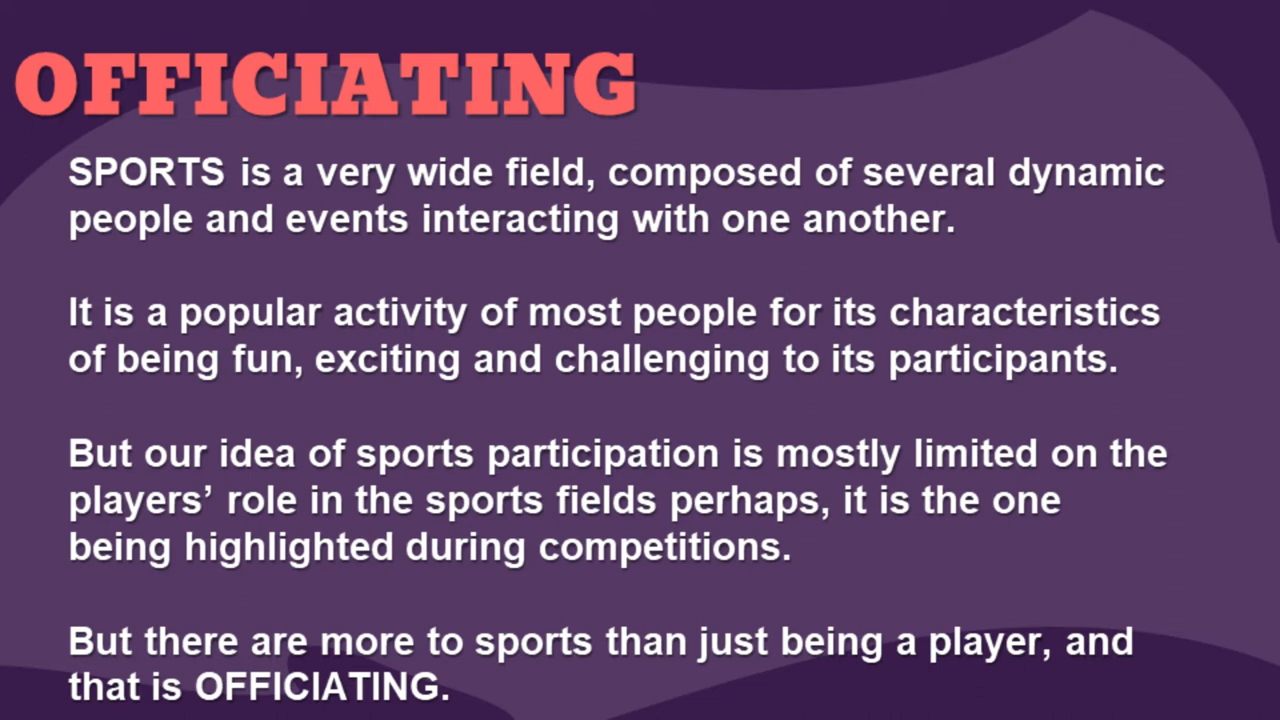 OFFICIATING
SPORTS is a very wide field, composed of several dynamic
people and events interacting with one another.
It is a popular activity of most people for its characteristics
of being fun, exciting and challenging to its participants.
But our idea of sports participation is mostly limited on the
players’ role in the sports fields perhaps, it is the one
being highlighted during competitions.
But there are more to sports than just being a player, and
that is OFFICIATING.